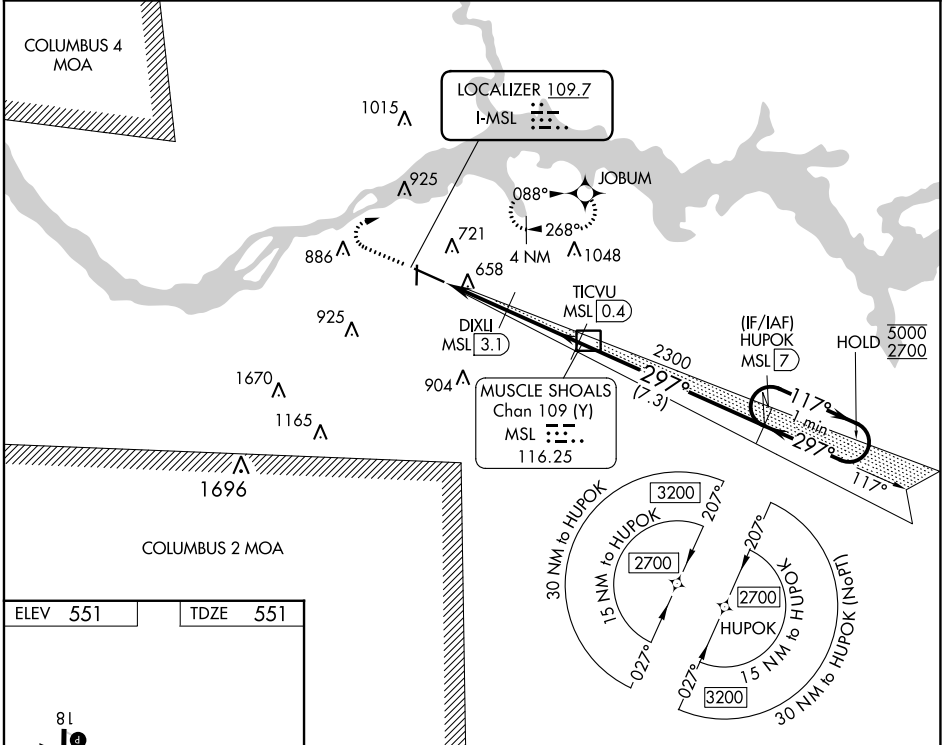 COLUMBUS 4
MOA
LOCALIZER 109.7
I-MSL
1015
925
088°
JOBUM
268°
4 NM
721
886
1048
658
TICVU
MSL 0.4
DIXLI
MSL 3.1
925
(IF/IAF)
HUPOK
MSL 7
HOLD
5000
2700
2300
297°
(7.3)
117°
1 min
297°
117°
904
1670
1165
MUSCLE SHOALS
Chan 109 (Y)
MSL
116.25
1696
COLUMBUS 2 MOA
30 NM to HUPOK
3200
207°
15 NM to HUPOK
2700
027°
207°
2700
HUPOK
15 NM to HUPOK
027°
3200
30 NM to HUPOK (NoPT)
ELEV 551
TDZE 551
18
P